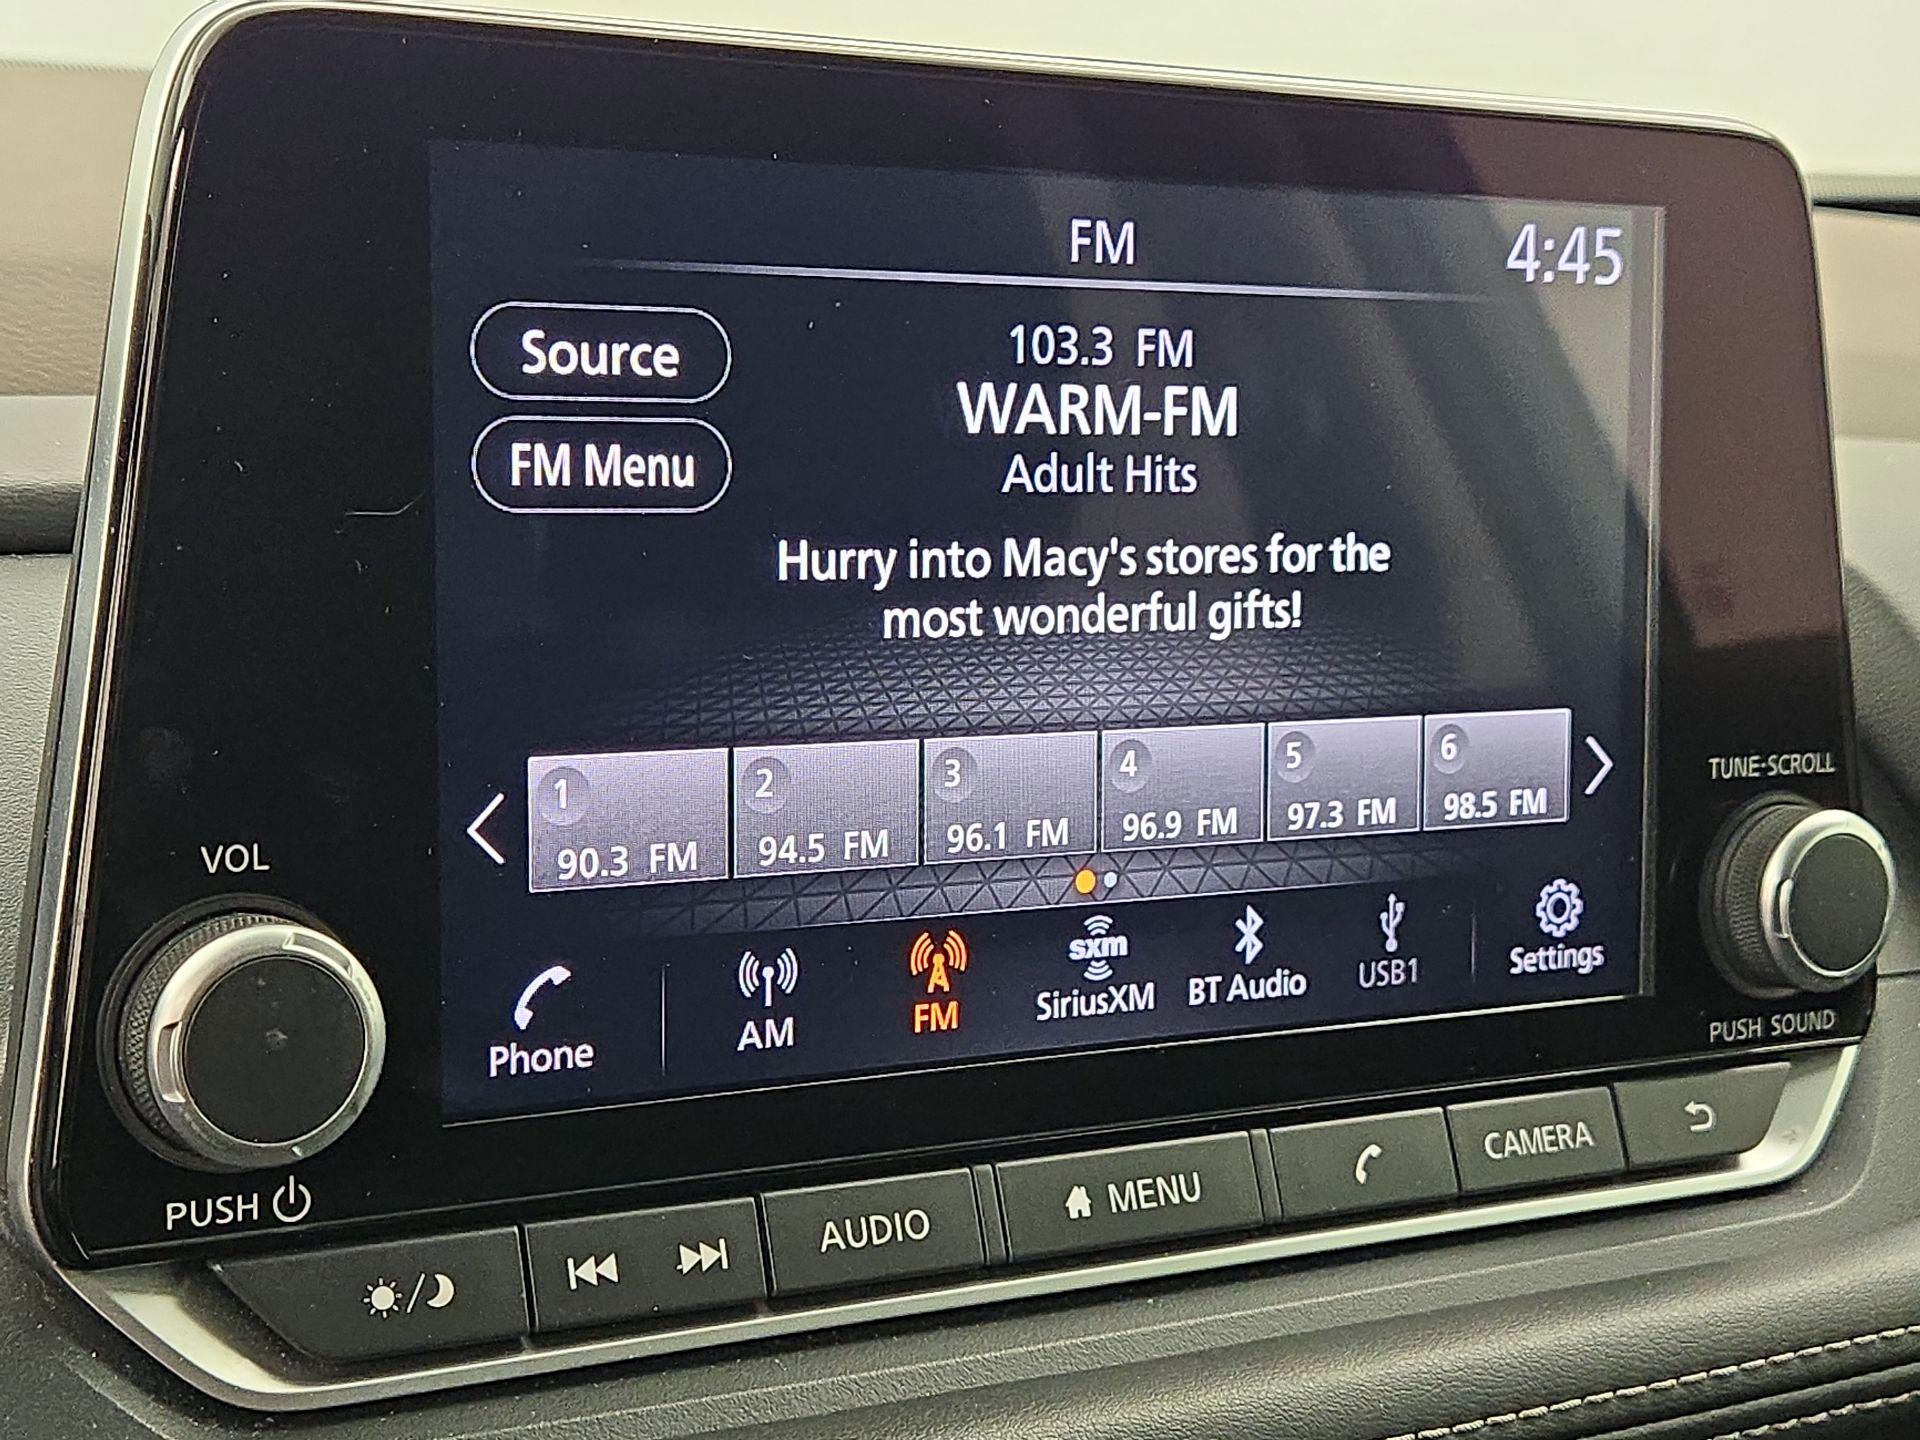 FM
4:45
Source
103.3 FM
WARM-FM
FM Menu
Adult Hits
Hurry into Macy's stores for the
most wonderful gifts!
1
90.3 FM
2
94.5 FM
3
96.1 FM
4
96.9 FM
5
97.3 FM
6
98.5 FM
TUNE·SCROLL
VOL
Phone
AM
FM
sxm
SiriusXM
BT Audio
USB1
Settings
PUSH SOUND
PUSH
AUDIO
MENU
CAMERA